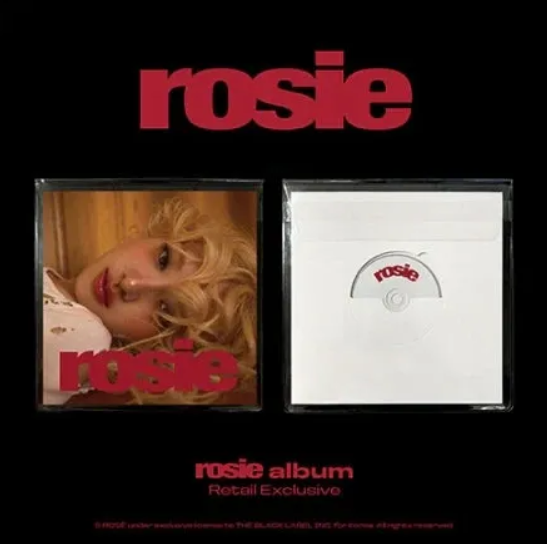 rosie
rosie
rosie
rosie album
Retail Exclusive
© ROSÉ under exclusive license to THE BLACK LABEL INC. for Korea. All rights reserved